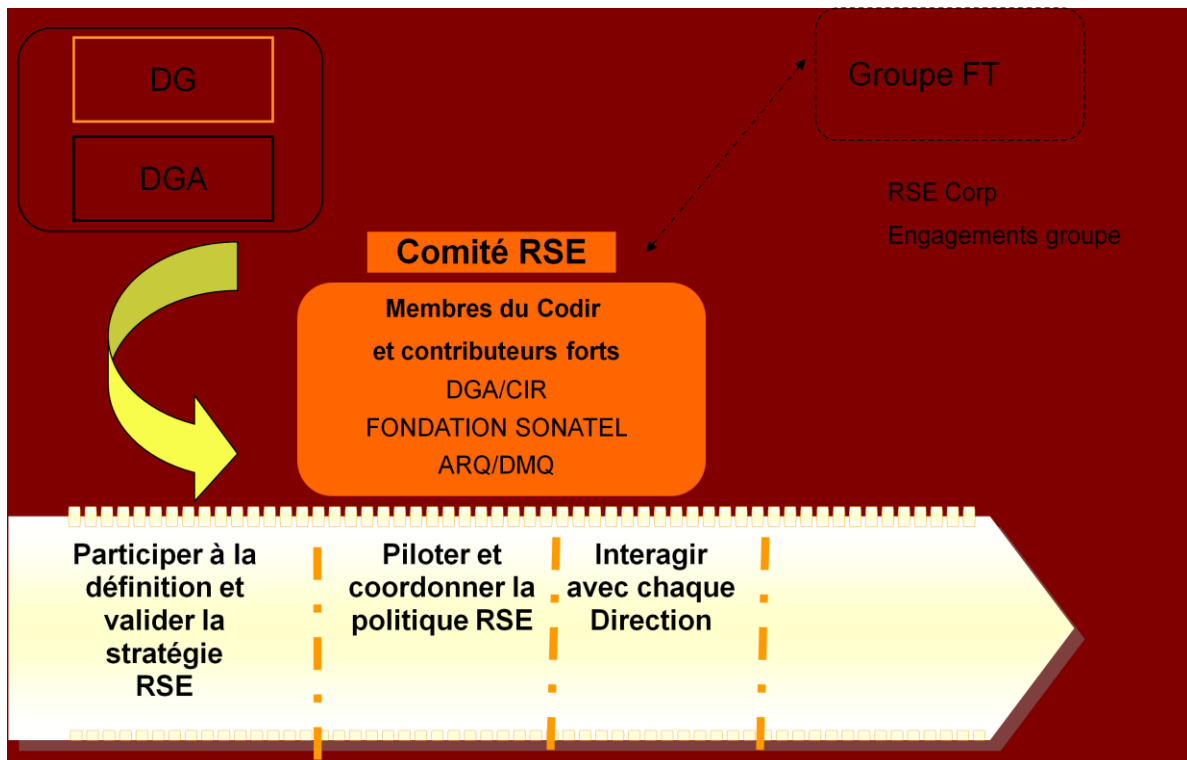 DG
DGA
Groupe FT
RSE Corp
Engagements groupe
Comité RSE
Membres du Codir
et contributeurs forts
DGA/CIR
FONDATION SONATEL
ARQ/DMQ
Participer à la
définition et
valider la
stratégie
RSE
Piloter et
coordonner la
politique RSE
Interagir
avec chaque
Direction